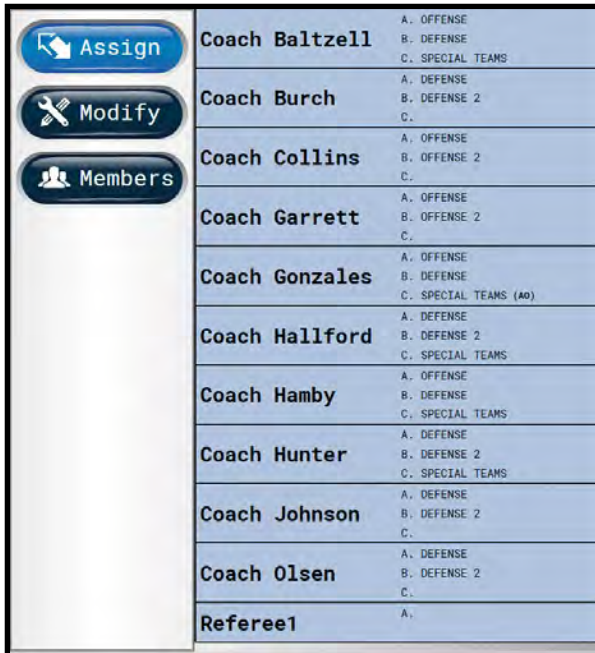 Assign
Modify
Members
Coach Baltzell
A. OFFENSE
B. DEFENSE
C. SPECIAL TEAMS
Coach Burch
A. DEFENSE
B. DEFENSE 2
C.
Coach Collins
A. OFFENSE
B. OFFENSE 2
C.
Coach Garrett
A. OFFENSE
B. OFFENSE 2
C.
Coach Gonzales
A. OFFENSE
B. DEFENSE
C. SPECIAL TEAMS (AO)
Coach Hallford
A. DEFENSE
B. DEFENSE 2
C. SPECIAL TEAMS
Coach Hamby
A. OFFENSE
B. DEFENSE
C. SPECIAL TEAMS
Coach Hunter
A. DEFENSE
B. DEFENSE 2
C. SPECIAL TEAMS
Coach Johnson
A. DEFENSE
B. DEFENSE 2
C.
Coach Olsen
A. DEFENSE
B. DEFENSE 2
C.
Referee1
A.